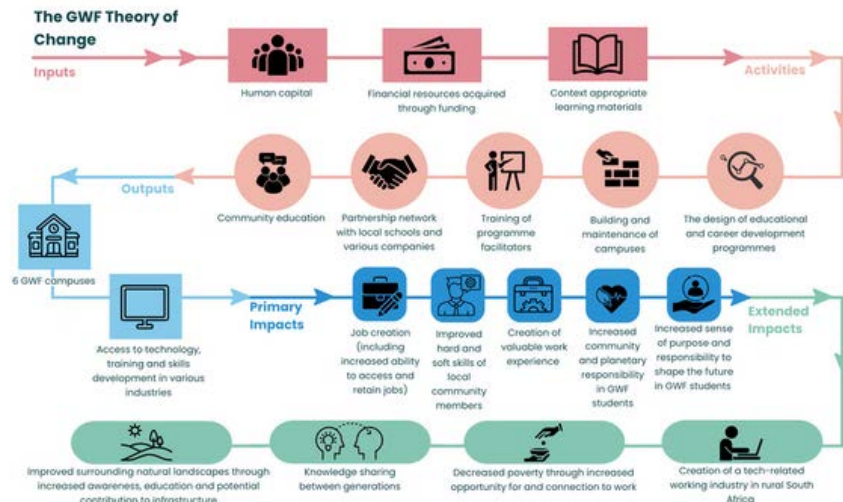 The GWF Theory of
Change
Inputs
Human capital
Financial resources acquired
through funding
Context appropriate
learning materials
Activities
Outputs
Community education
Partnership network
with local schools and
various companies
Training of
programme
facilitators
Building and
maintenance of
campuses
The design of educational
and career development
programmes
6 GWF campuses
Access to technology,
training and skills
development in various
industries
Primary
Impacts
Job creation
(including
increased ability
to access and
retain jobs)
Improved
hard and
soft skills of
local
community
members
Creation of
valuable work
experience
Increased
community
and planetary
responsibility
in GWF
students
Increased sense
of purpose and
responsibility to
shape the future
in GWF students
Extended
Impacts
Improved surrounding natural landscapes through
increased awareness, education and potential
contribution to infrastructure
Knowledge sharing
between generations
Decreased poverty through increased
opportunity for and connection to work
Creation of a tech-related
working industry in rural South
Africa